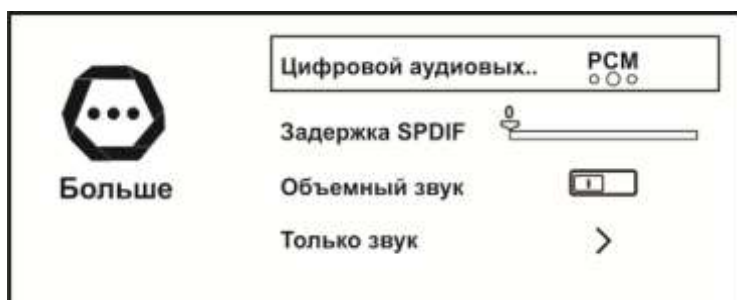 Цифровой аудиовых.. PCM
Задержка SPDIF 0
Объемный звук
Только звук
Больше